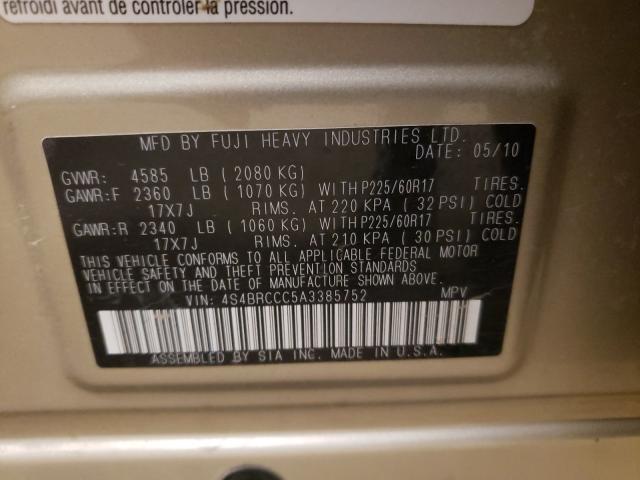 refroidi avant de contrôler la pression.
MFD BY FUJI HEAVY INDUSTRIES LTD.
DATE: 05/10
GVWR: 4585 LB ( 2080 KG)
GAWR:F 2360 LB ( 1070 KG) WITH P225/60R17 TIRES.
17X7J RIMS. AT 220 KPA ( 32 PSI) COLD
GAWR:R 2340 LB ( 1060 KG) WITH P225/60R17 TIRES.
17X7J RIMS. AT 210 KPA ( 30 PSI) COLD
THIS VEHICLE CONFORMS TO ALL APPLICABLE FEDERAL MOTOR
VEHICLE SAFETY AND THEFT PREVENTION STANDARDS
IN EFFECT ON THE DATE OF MANUFACTURE SHOWN ABOVE.
VIN: 4S4BRCCC5A3385752 MPV
ASSEMBLED BY SIA INC. MADE IN U.S.A.